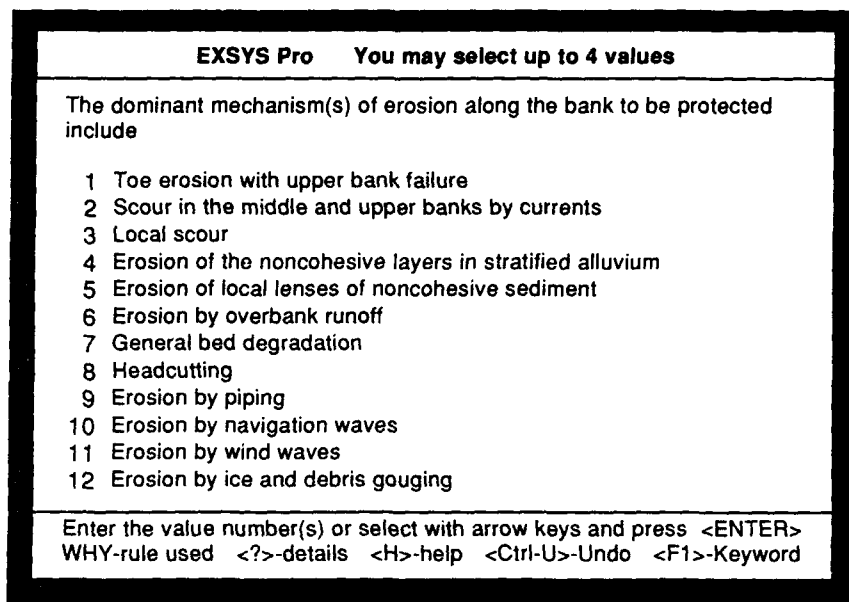 EXSYS Pro You may select up to 4 values
The dominant mechanism(s) of erosion along the bank to be protected
include
1 Toe erosion with upper bank failure
2 Scour in the middle and upper banks by currents
3 Local scour
4 Erosion of the noncohesive layers in stratified alluvium
5 Erosion of local lenses of noncohesive sediment
6 Erosion by overbank runoff
7 General bed degradation
8 Headcutting
9 Erosion by piping
10 Erosion by navigation waves
11 Erosion by wind waves
12 Erosion by ice and debris gouging
Enter the value number(s) or select with arrow keys and press <ENTER>
WHY-rule used <?>-details <H>-help <Ctrl-U>-Undo <F1>-Keyword